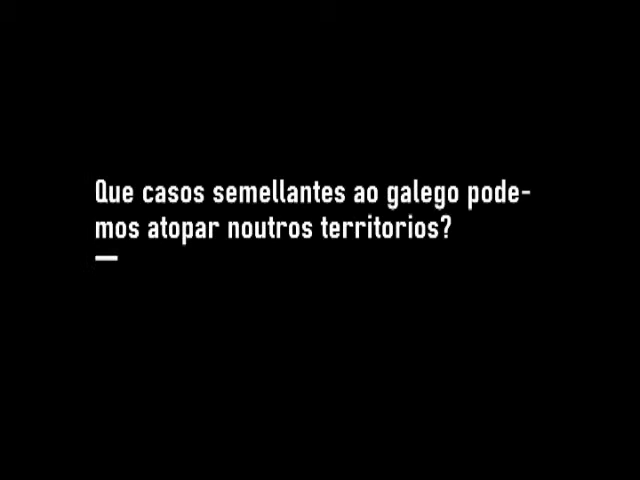 Que casos semellantes ao galego pode-
mos atopar noutros territorios?